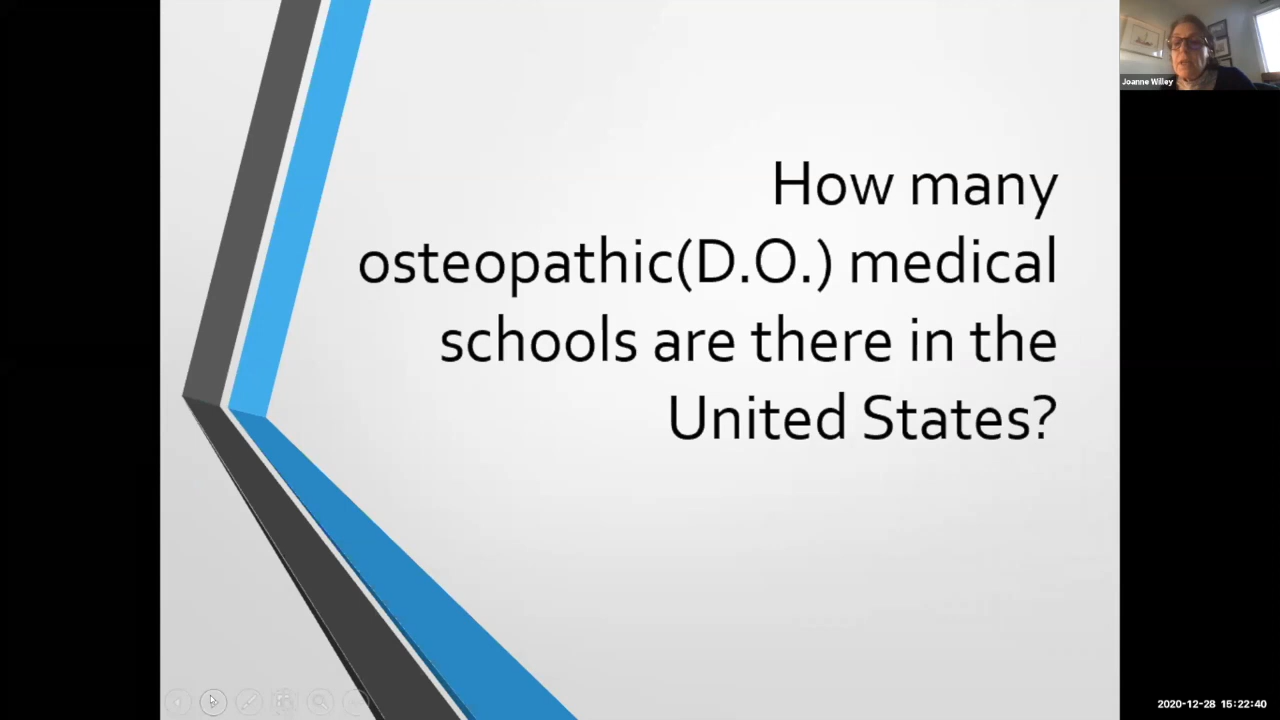 How many
osteopathic(D.O.) medical
schools are there in the
United States?
Joanne Willey
2020-12-28 15:22:40